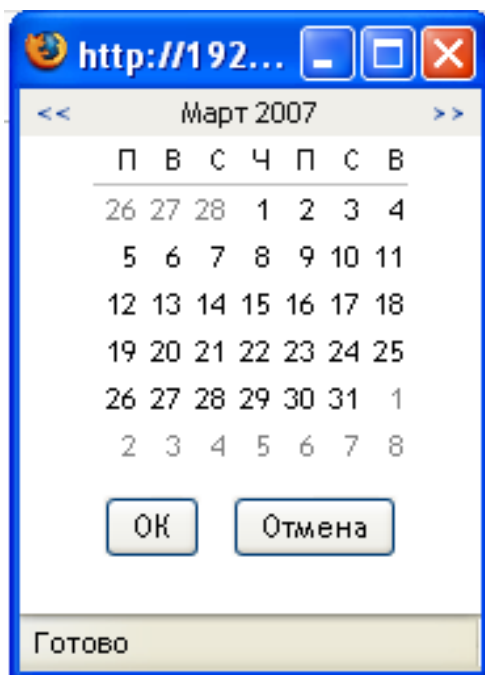 http://192...
<< Март 2007 >>
П В С Ч П С В
26 27 28 1 2 3 4
5 6 7 8 9 10 11
12 13 14 15 16 17 18
19 20 21 22 23 24 25
26 27 28 29 30 31 1
2 3 4 5 6 7 8
ОК Отмена
Готово